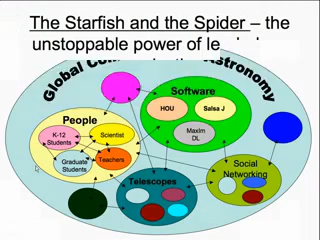 The Starfish and the Spider – the
unstoppable power of
Global
Astronomy
Software
HOU
Salsa J
MaxIm
DL
People
K-12
Students
Scientist
Graduate
Students
Teachers
Telescopes
Social
Networking